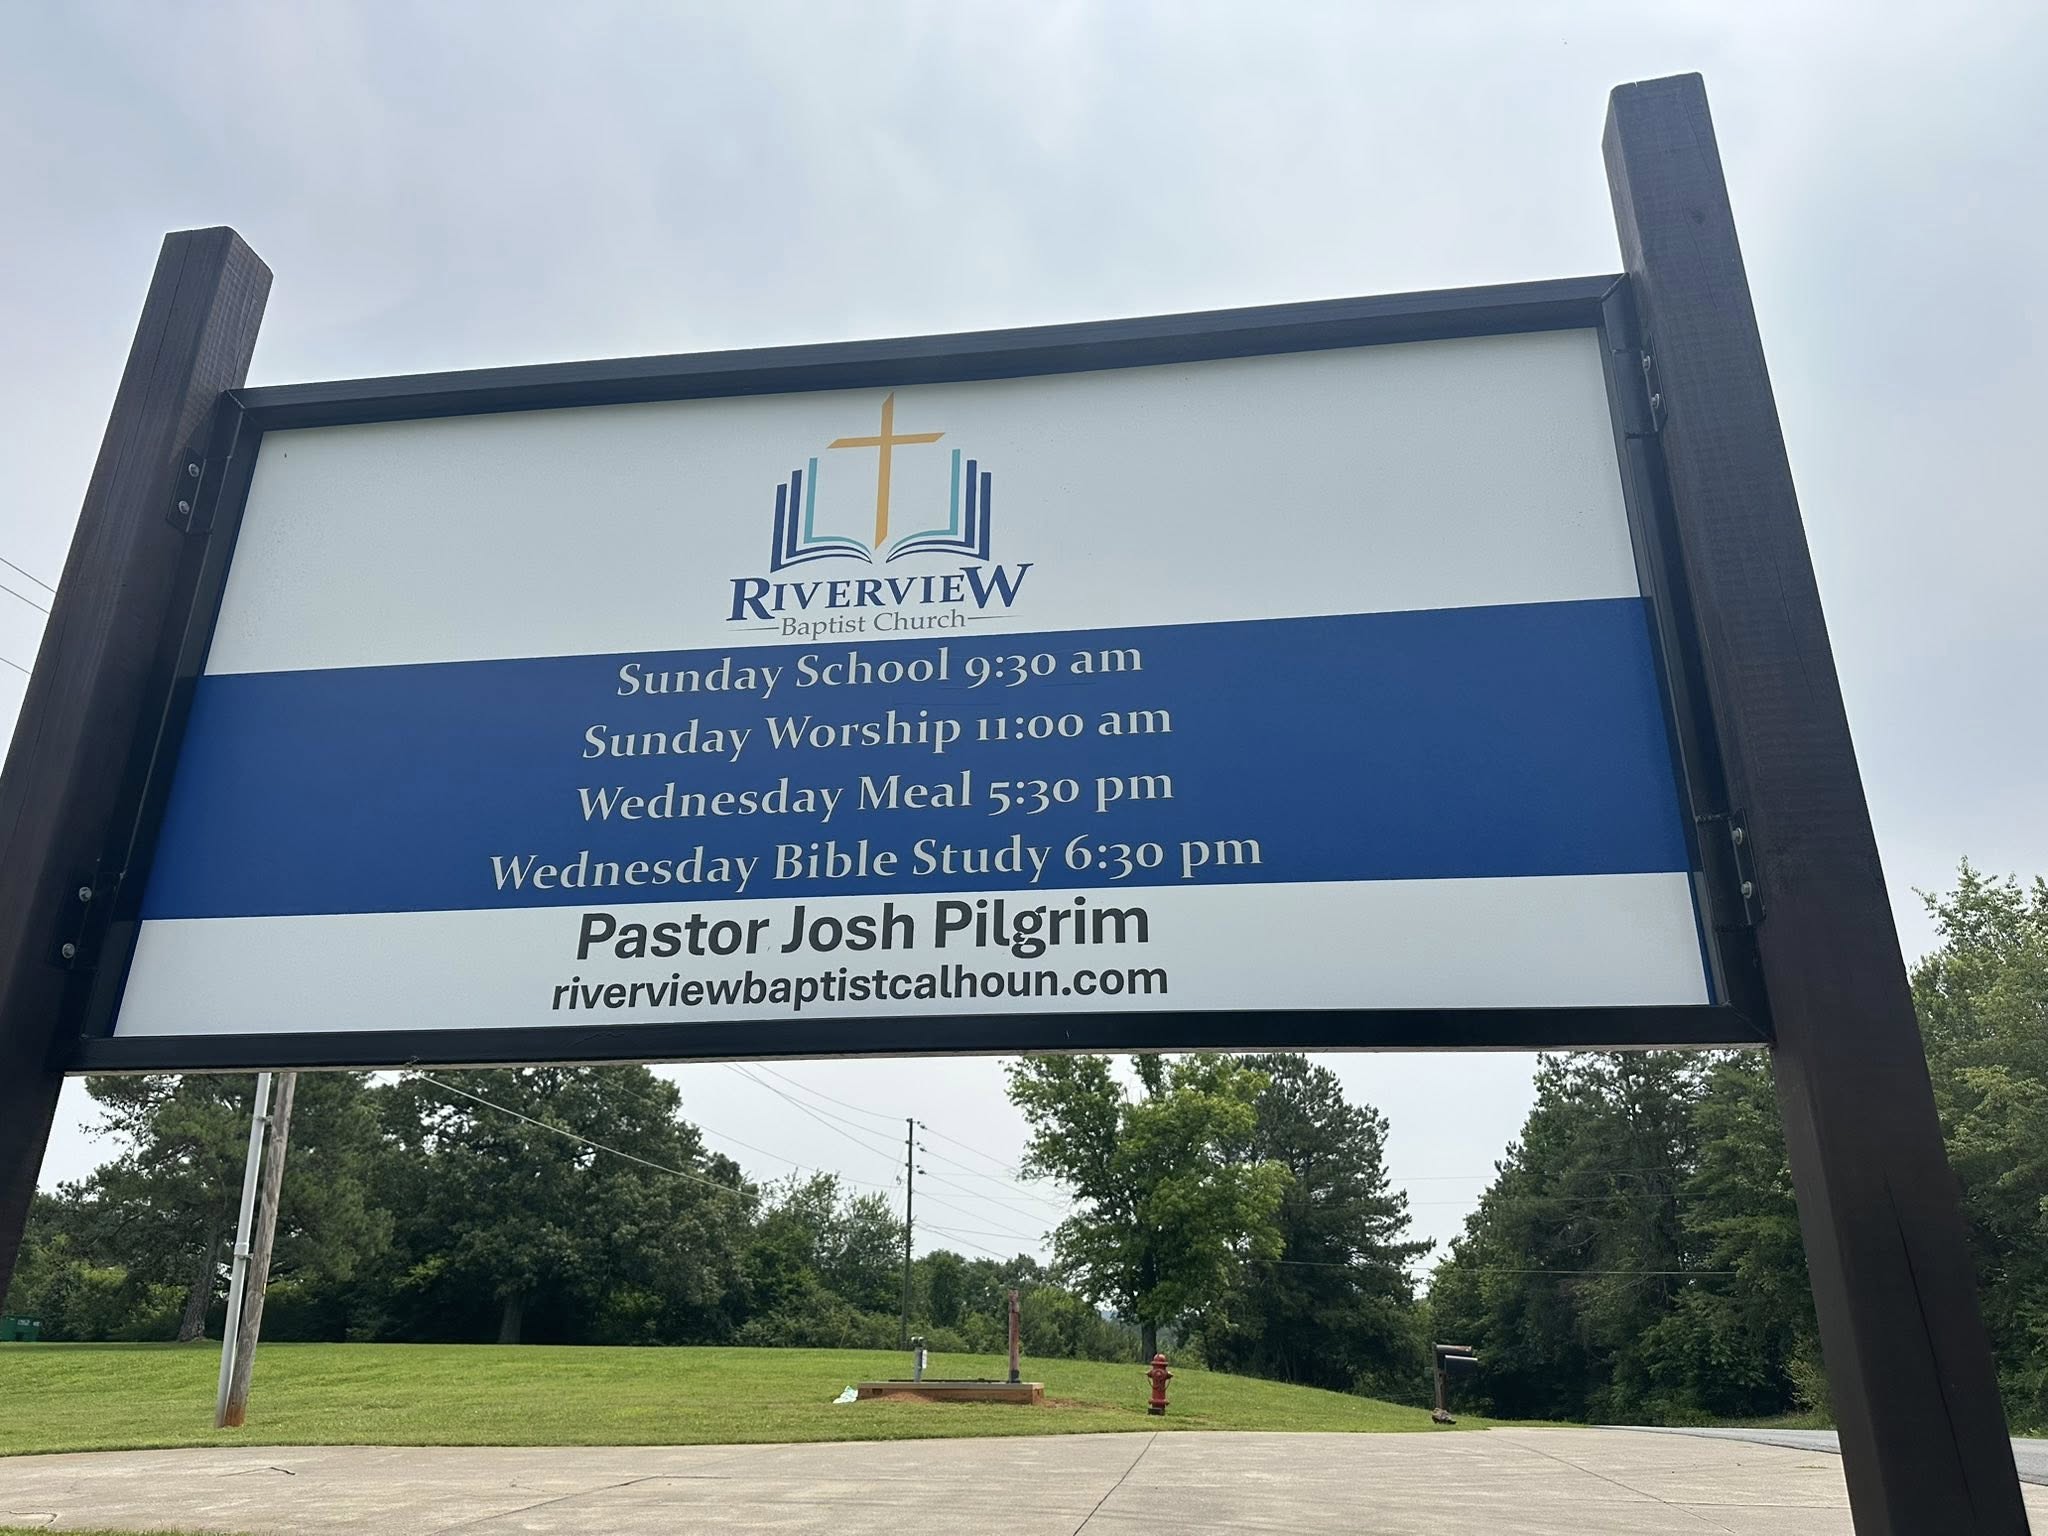 RIVERVIEW
Baptist Church
Sunday School 9:30 am
Sunday Worship 11:00 am
Wednesday Meal 5:30 pm
Wednesday Bible Study 6:30 pm
Pastor Josh Pilgrim
riverviewbaptistcalhoun.com